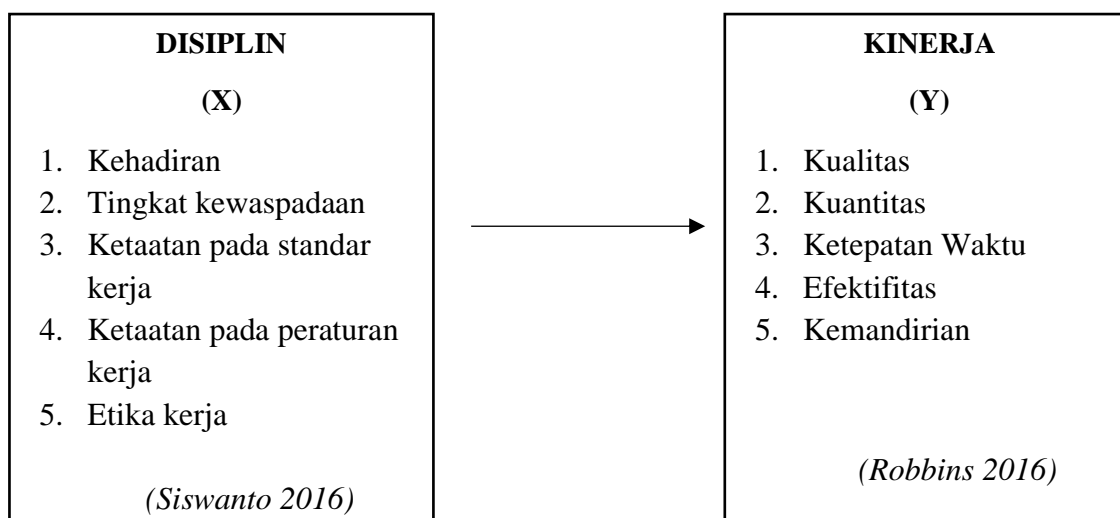 DISIPLIN
(X)
1. Kehadiran
2. Tingkat kewaspadaan
3. Ketaatan pada standar
kerja
4. Ketaatan pada peraturan
kerja
5. Etika kerja
(Siswanto 2016)
KINERJA
(Y)
1. Kualitas
2. Kuantitas
3. Ketepatan Waktu
4. Efektifitas
5. Kemandirian
(Robbins 2016)